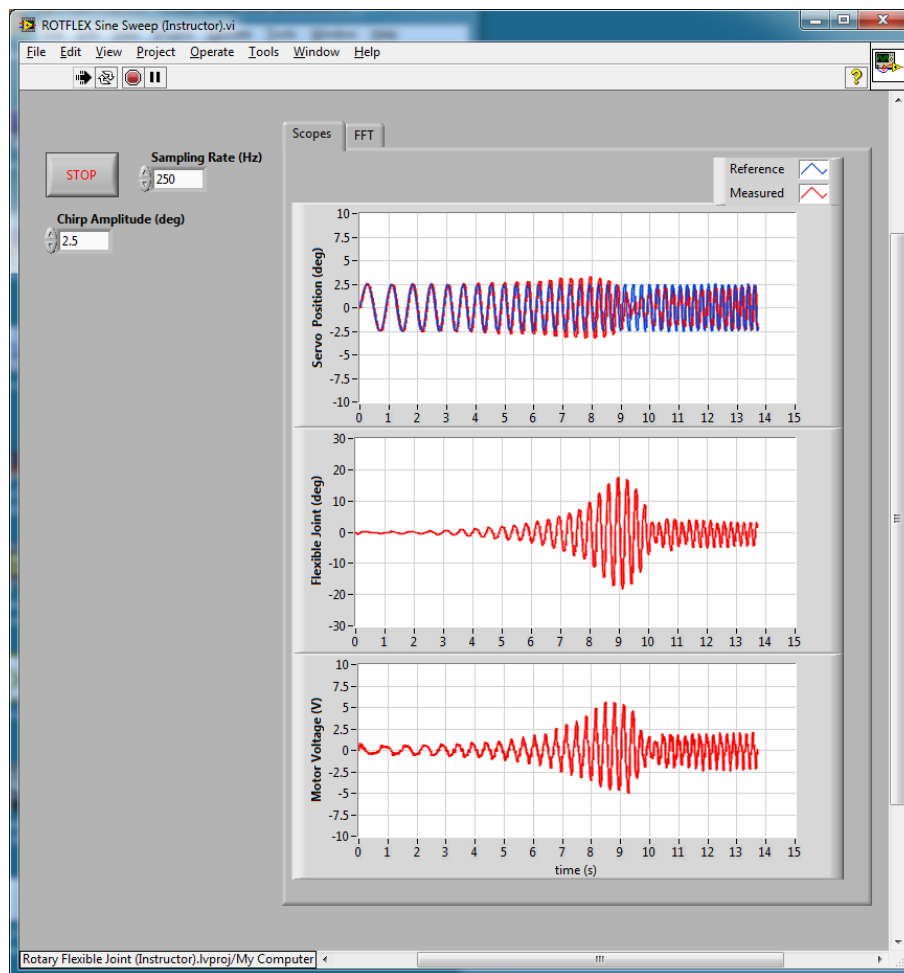 ROTFLEX Sine Sweep (Instructor).vi
File Edit View Project Operate Tools Window Help
Scopes FFT
STOP
Sampling Rate (Hz)
250
Chirp Amplitude (deg)
2.5
Reference
Measured
Servo Position (deg)
10
7.5
5
2.5
0
-2.5
-5
-7.5
-10
0 1 2 3 4 5 6 7 8 9 10 11 12 13 14 15
Flexible Joint (deg)
30
20
10
0
-10
-20
-30
0 1 2 3 4 5 6 7 8 9 10 11 12 13 14 15
Motor Voltage (V)
10
7.5
5
2.5
0
-2.5
-5
-7.5
-10
0 1 2 3 4 5 6 7 8 9 10 11 12 13 14 15
time (s)
Rotary Flexible Joint (Instructor).lvproj/My Computer